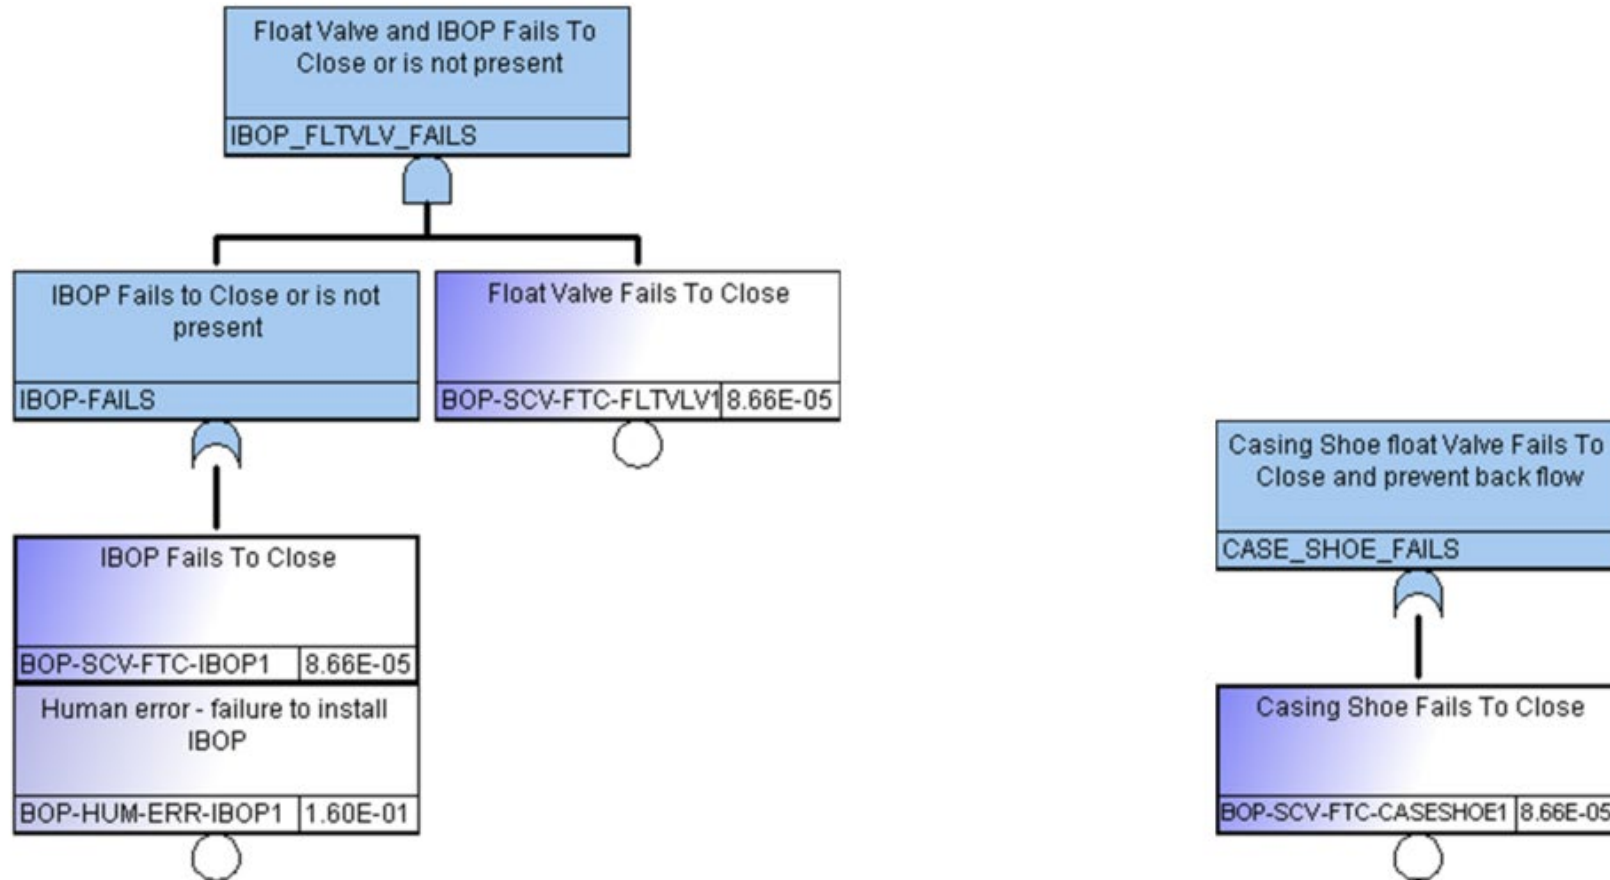 Float Valve and IBOP Fails To
Close or is not present
IBOP_FLTVLV_FAILS
IBOP Fails to Close or is not
present
IBOP-FAILS
Float Valve Fails To Close
BOP-SCV-FTC-FLTVLV1 8.66E-05
IBOP Fails To Close
BOP-SCV-FTC-IBOP1 8.66E-05
Human error - failure to install
IBOP
BOP-HUM-ERR-IBOP1 1.60E-01
Casing Shoe float Valve Fails To
Close and prevent back flow
CASE_SHOE_FAILS
Casing Shoe Fails To Close
BOP-SCV-FTC-CASESHOE1 8.66E-05